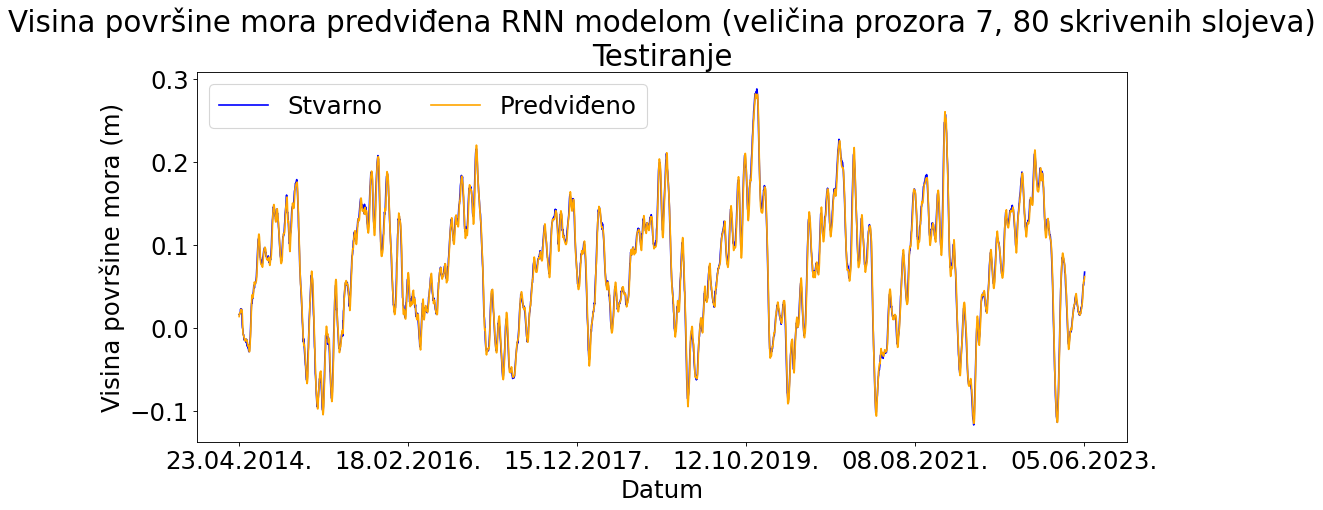 Visina površine mora predviđena RNN modelom (veličina prozora 7, 80 skrivenih slojeva)
Testiranje
Stvarno Predviđeno
Visina površine mora (m)
0.3
0.2
0.1
0.0
−0.1
23.04.2014. 18.02.2016. 15.12.2017. 12.10.2019. 08.08.2021. 05.06.2023.
Datum